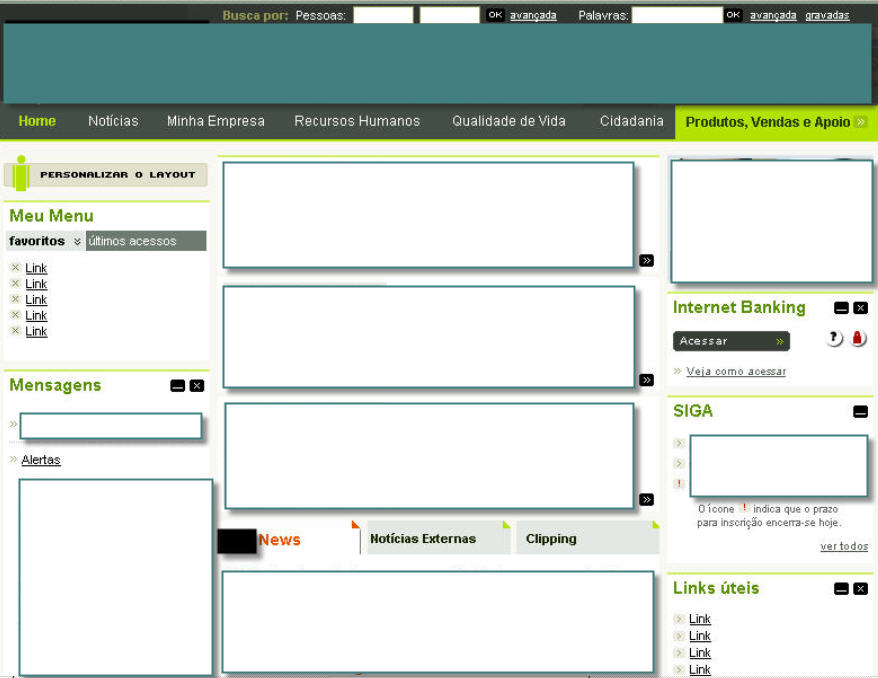 Busca por: Pessoas: OK avançada Palavras: OK avançada gravadas
Home Notícias Minha Empresa Recursos Humanos Qualidade de Vida Cidadania Produtos, Vendas e Apoio »
PERSONALIZAR O LAYOUT
Meu Menu
favoritos últimos acessos
Link
Link
Link
Link
Link
Mensagens
» Alertas
»
»
»
News Notícias Externas Clipping
Internet Banking
Acessar »
?
» Veja como acessar
SIGA
!
O ícone ! indica que o prazo
para inscrição encerra-se hoje.
ver todos
Links úteis
Link
Link
Link
Link